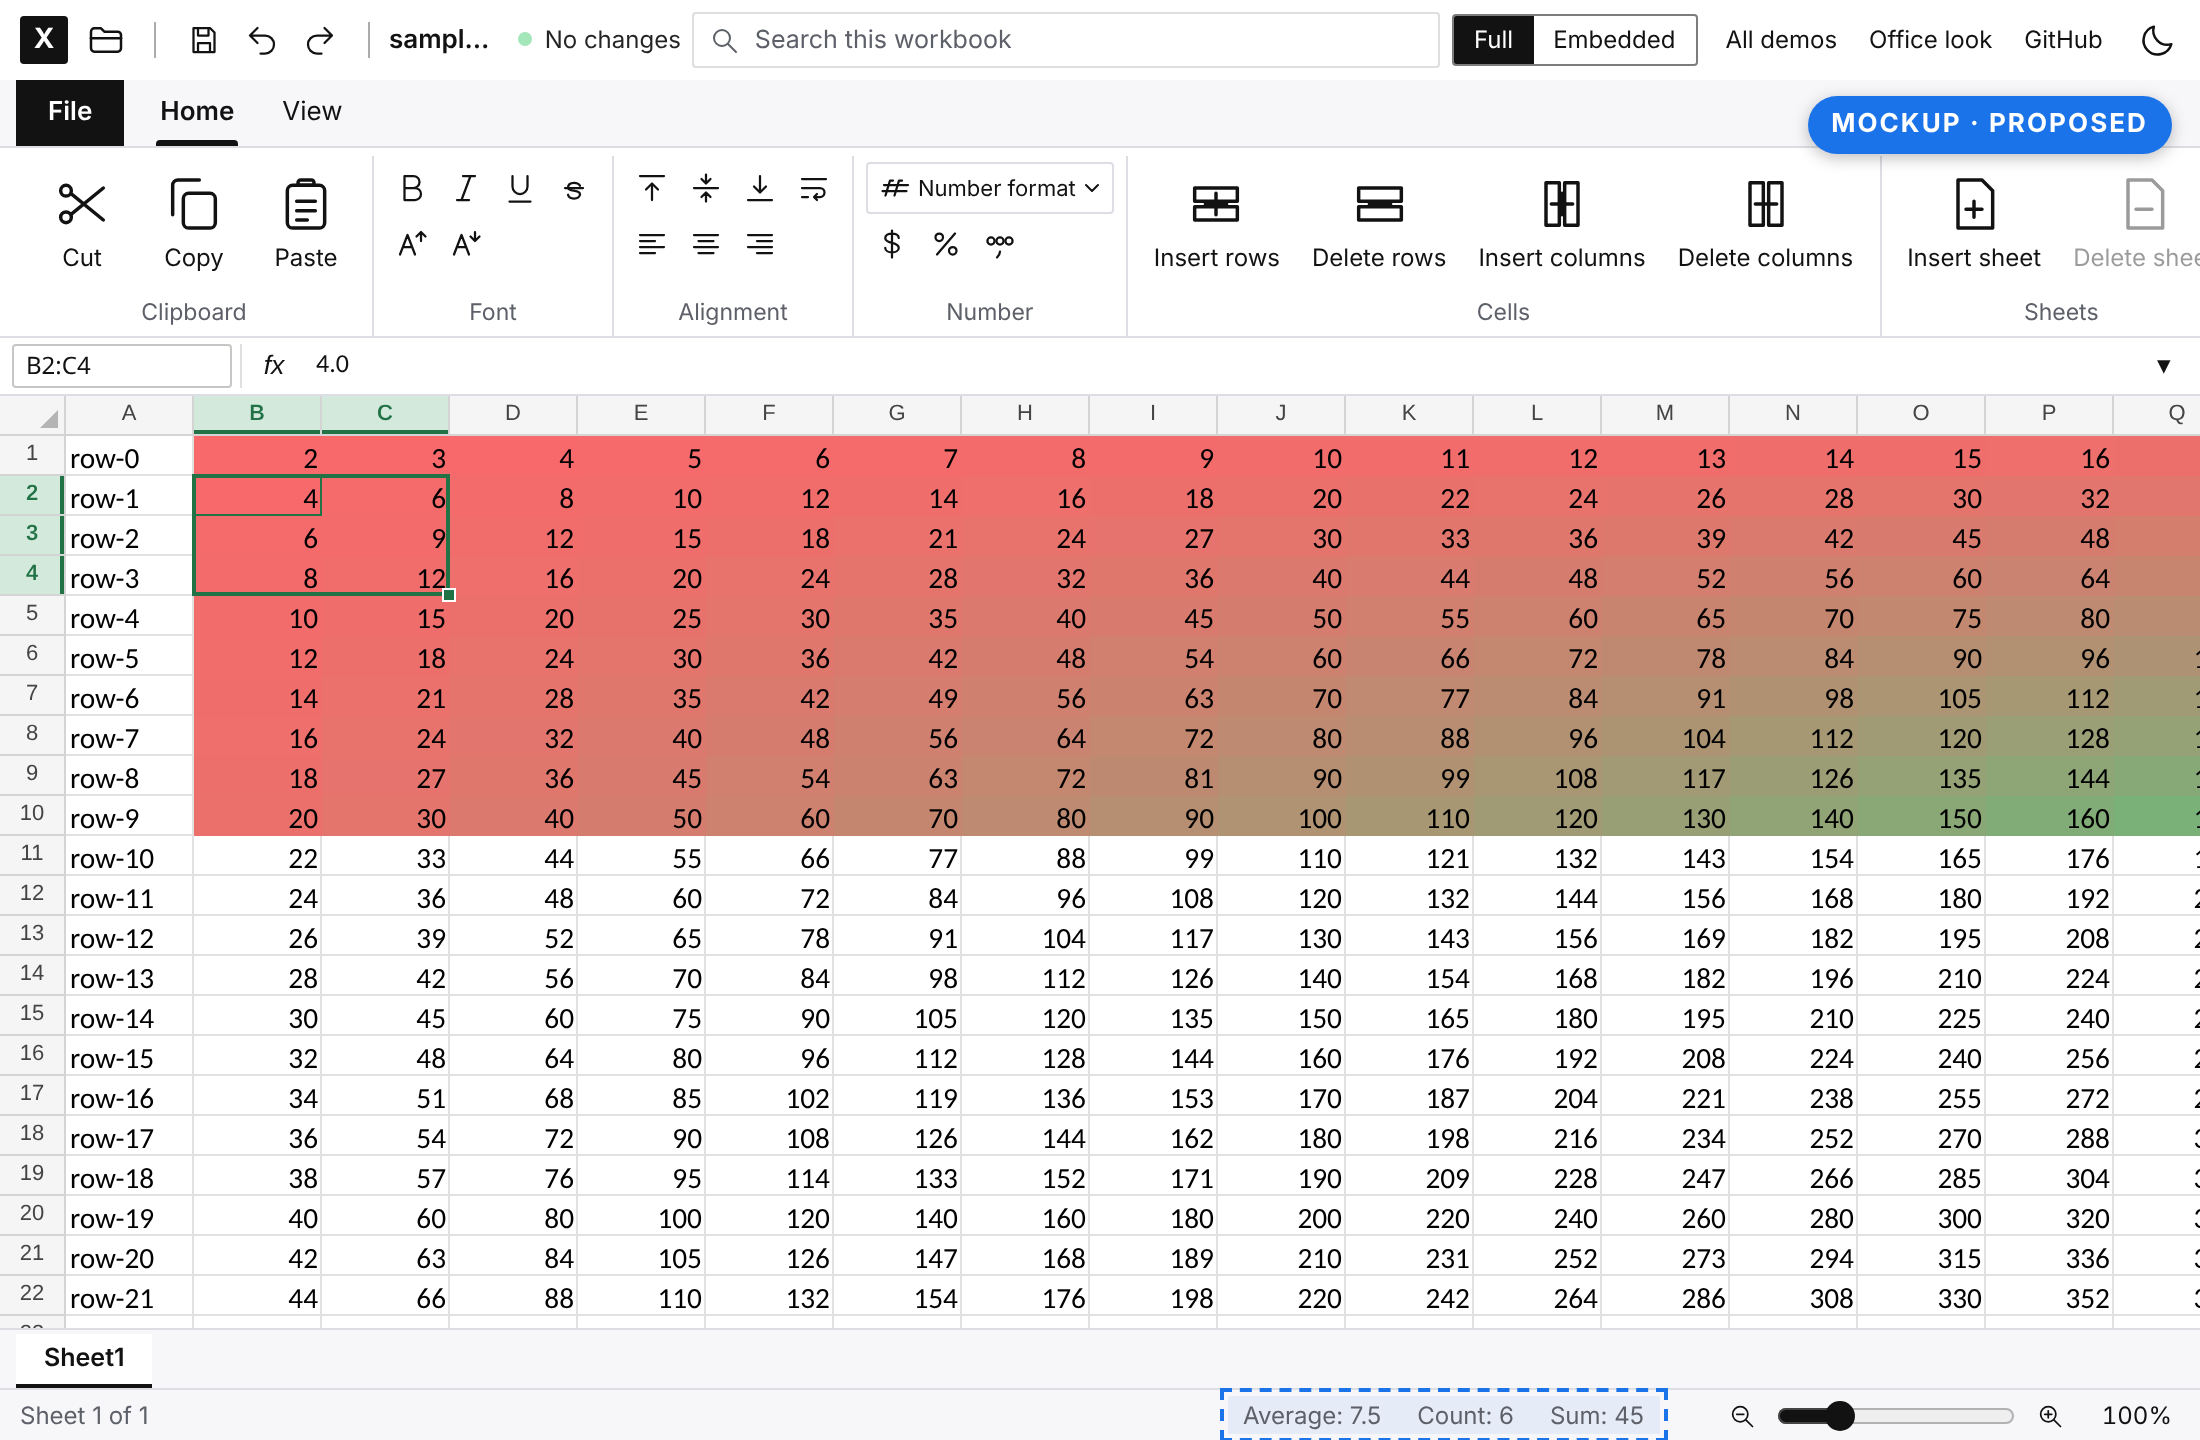 X sampl... No changes Search this workbook Full Embedded All demos Office look GitHub
File Home View MOCKUP · PROPOSED
Number format
Cut Copy Paste $ % Insert rows Delete rows Insert columns Delete columns Insert sheet
Clipboard Font Alignment Number Cells Sheets
B2:C4 fx 4.0
A B C D E F G H I J K L M N O P Q
1 row-0 2 3 4 5 6 7 8 9 10 11 12 13 14 15 16
2 row-1 4 6 8 10 12 14 16 18 20 22 24 26 28 30 32
3 row-2 6 9 12 15 18 21 24 27 30 33 36 39 42 45 48
4 row-3 8 12 16 20 24 28 32 36 40 44 48 52 56 60 64
5 row-4 10 15 20 25 30 35 40 45 50 55 60 65 70 75 80
6 row-5 12 18 24 30 36 42 48 54 60 66 72 78 84 90 96
7 row-6 14 21 28 35 42 49 56 63 70 77 84 91 98 105 112
8 row-7 16 24 32 40 48 56 64 72 80 88 96 104 112 120 128
9 row-8 18 27 36 45 54 63 72 81 90 99 108 117 126 135 144
10 row-9 20 30 40 50 60 70 80 90 100 110 120 130 140 150 160
11 row-10 22 33 44 55 66 77 88 99 110 121 132 143 154 165 176
12 row-11 24 36 48 60 72 84 96 108 120 132 144 156 168 180 192
13 row-12 26 39 52 65 78 91 104 117 130 143 156 169 182 195 208
14 row-13 28 42 56 70 84 98 112 126 140 154 168 182 196 210 224
15 row-14 30 45 60 75 90 105 120 135 150 165 180 195 210 225 240
16 row-15 32 48 64 80 96 112 128 144 160 176 192 208 224 240 256
17 row-16 34 51 68 85 102 119 136 153 170 187 204 221 238 255 272
18 row-17 36 54 72 90 108 126 144 162 180 198 216 234 252 270 288
19 row-18 38 57 76 95 114 133 152 171 190 209 228 247 266 285 304
20 row-19 40 60 80 100 120 140 160 180 200 220 240 260 280 300 320
21 row-20 42 63 84 105 126 147 168 189 210 231 252 273 294 315 336
22 row-21 44 66 88 110 132 154 176 198 220 242 264 286 308 330 352
Sheet1
Sheet 1 of 1 Average: 7.5 Count: 6 Sum: 45 100%